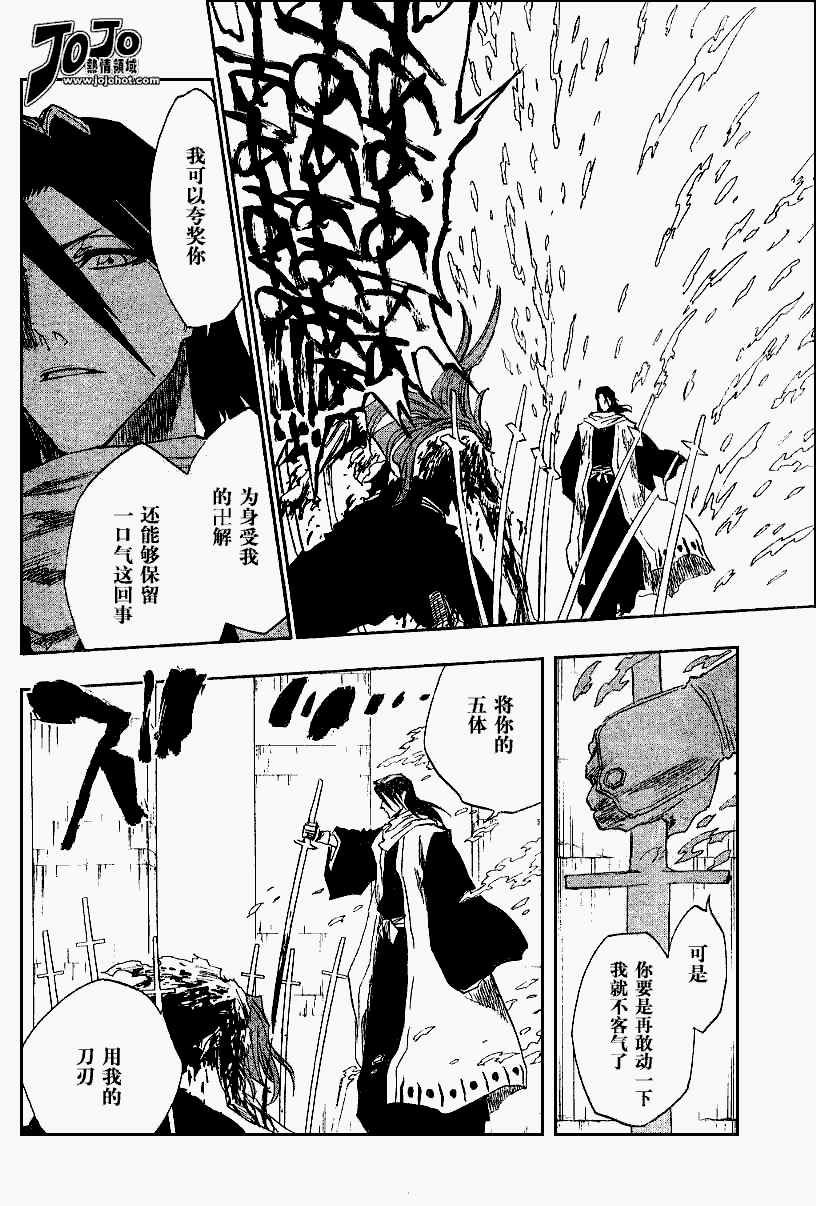 JOJO
熱情領域
www.jojohot.com
我可以夸奖你
为身受我
的卍解
还能够保留
一口气这回事
可是
你要是再敢动一下
我就不客气了
将你的
五体
用我的
刀刃